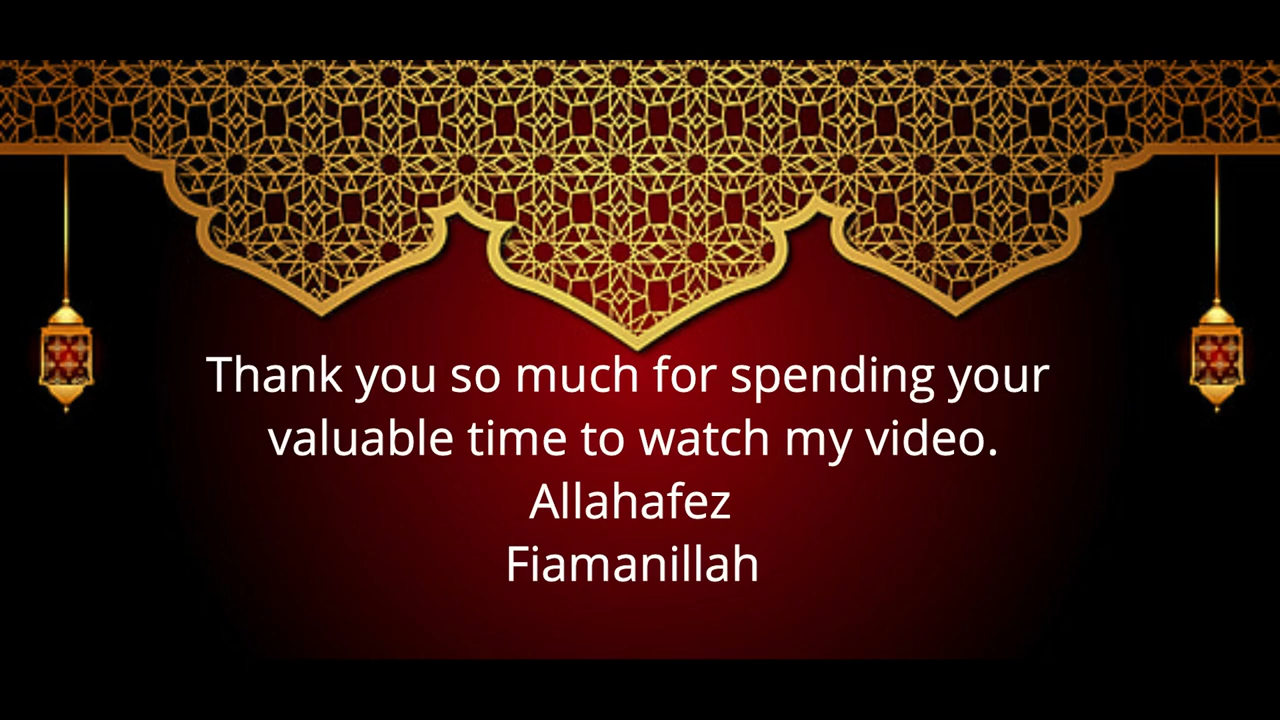 Thank you so much for spending your
valuable time to watch my video.
Allahafez
Fiamanillah